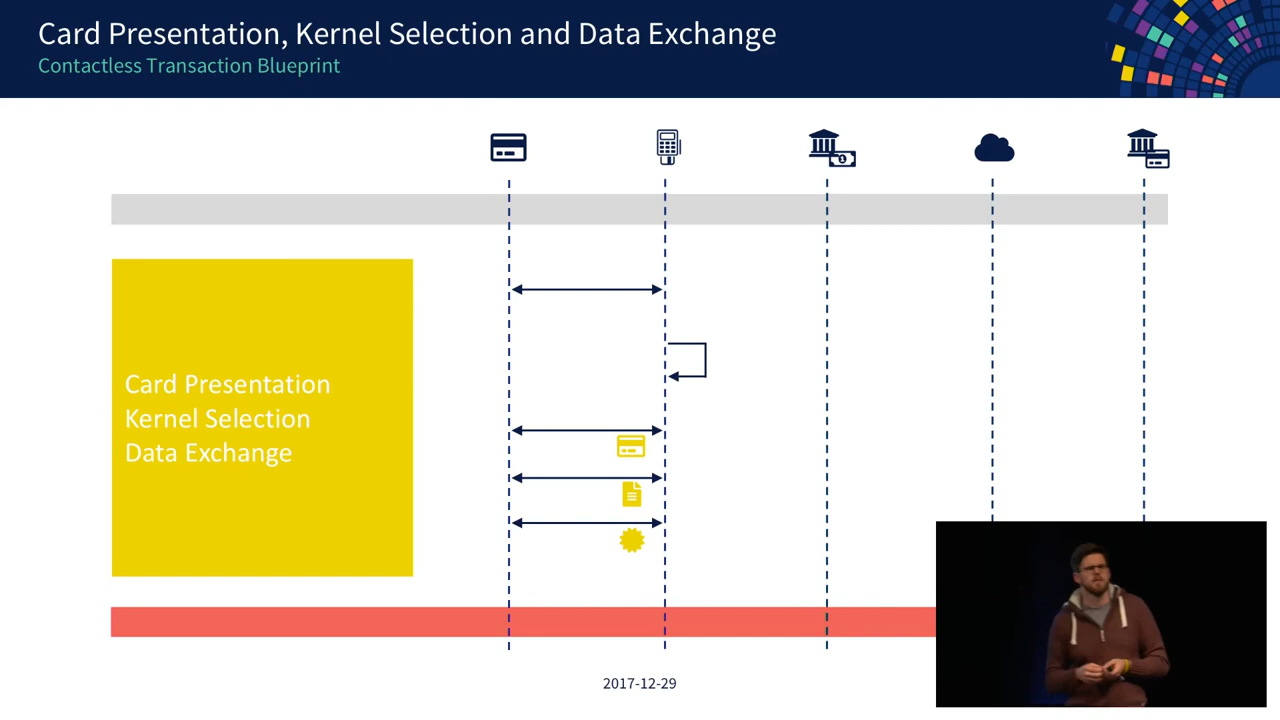 Card Presentation, Kernel Selection and Data Exchange
Contactless Transaction Blueprint
Card Presentation
Kernel Selection
Data Exchange
2017-12-29